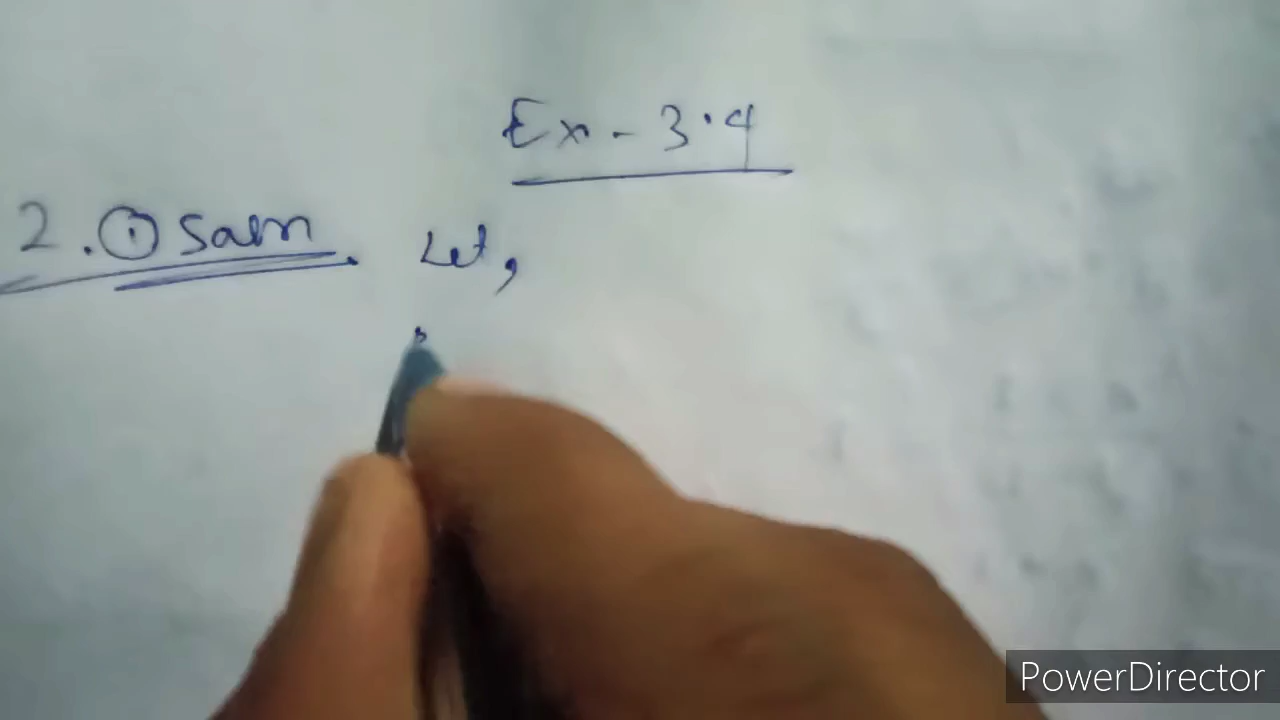 Ex - 3.4
2. ① Soln. Let,
PowerDirector